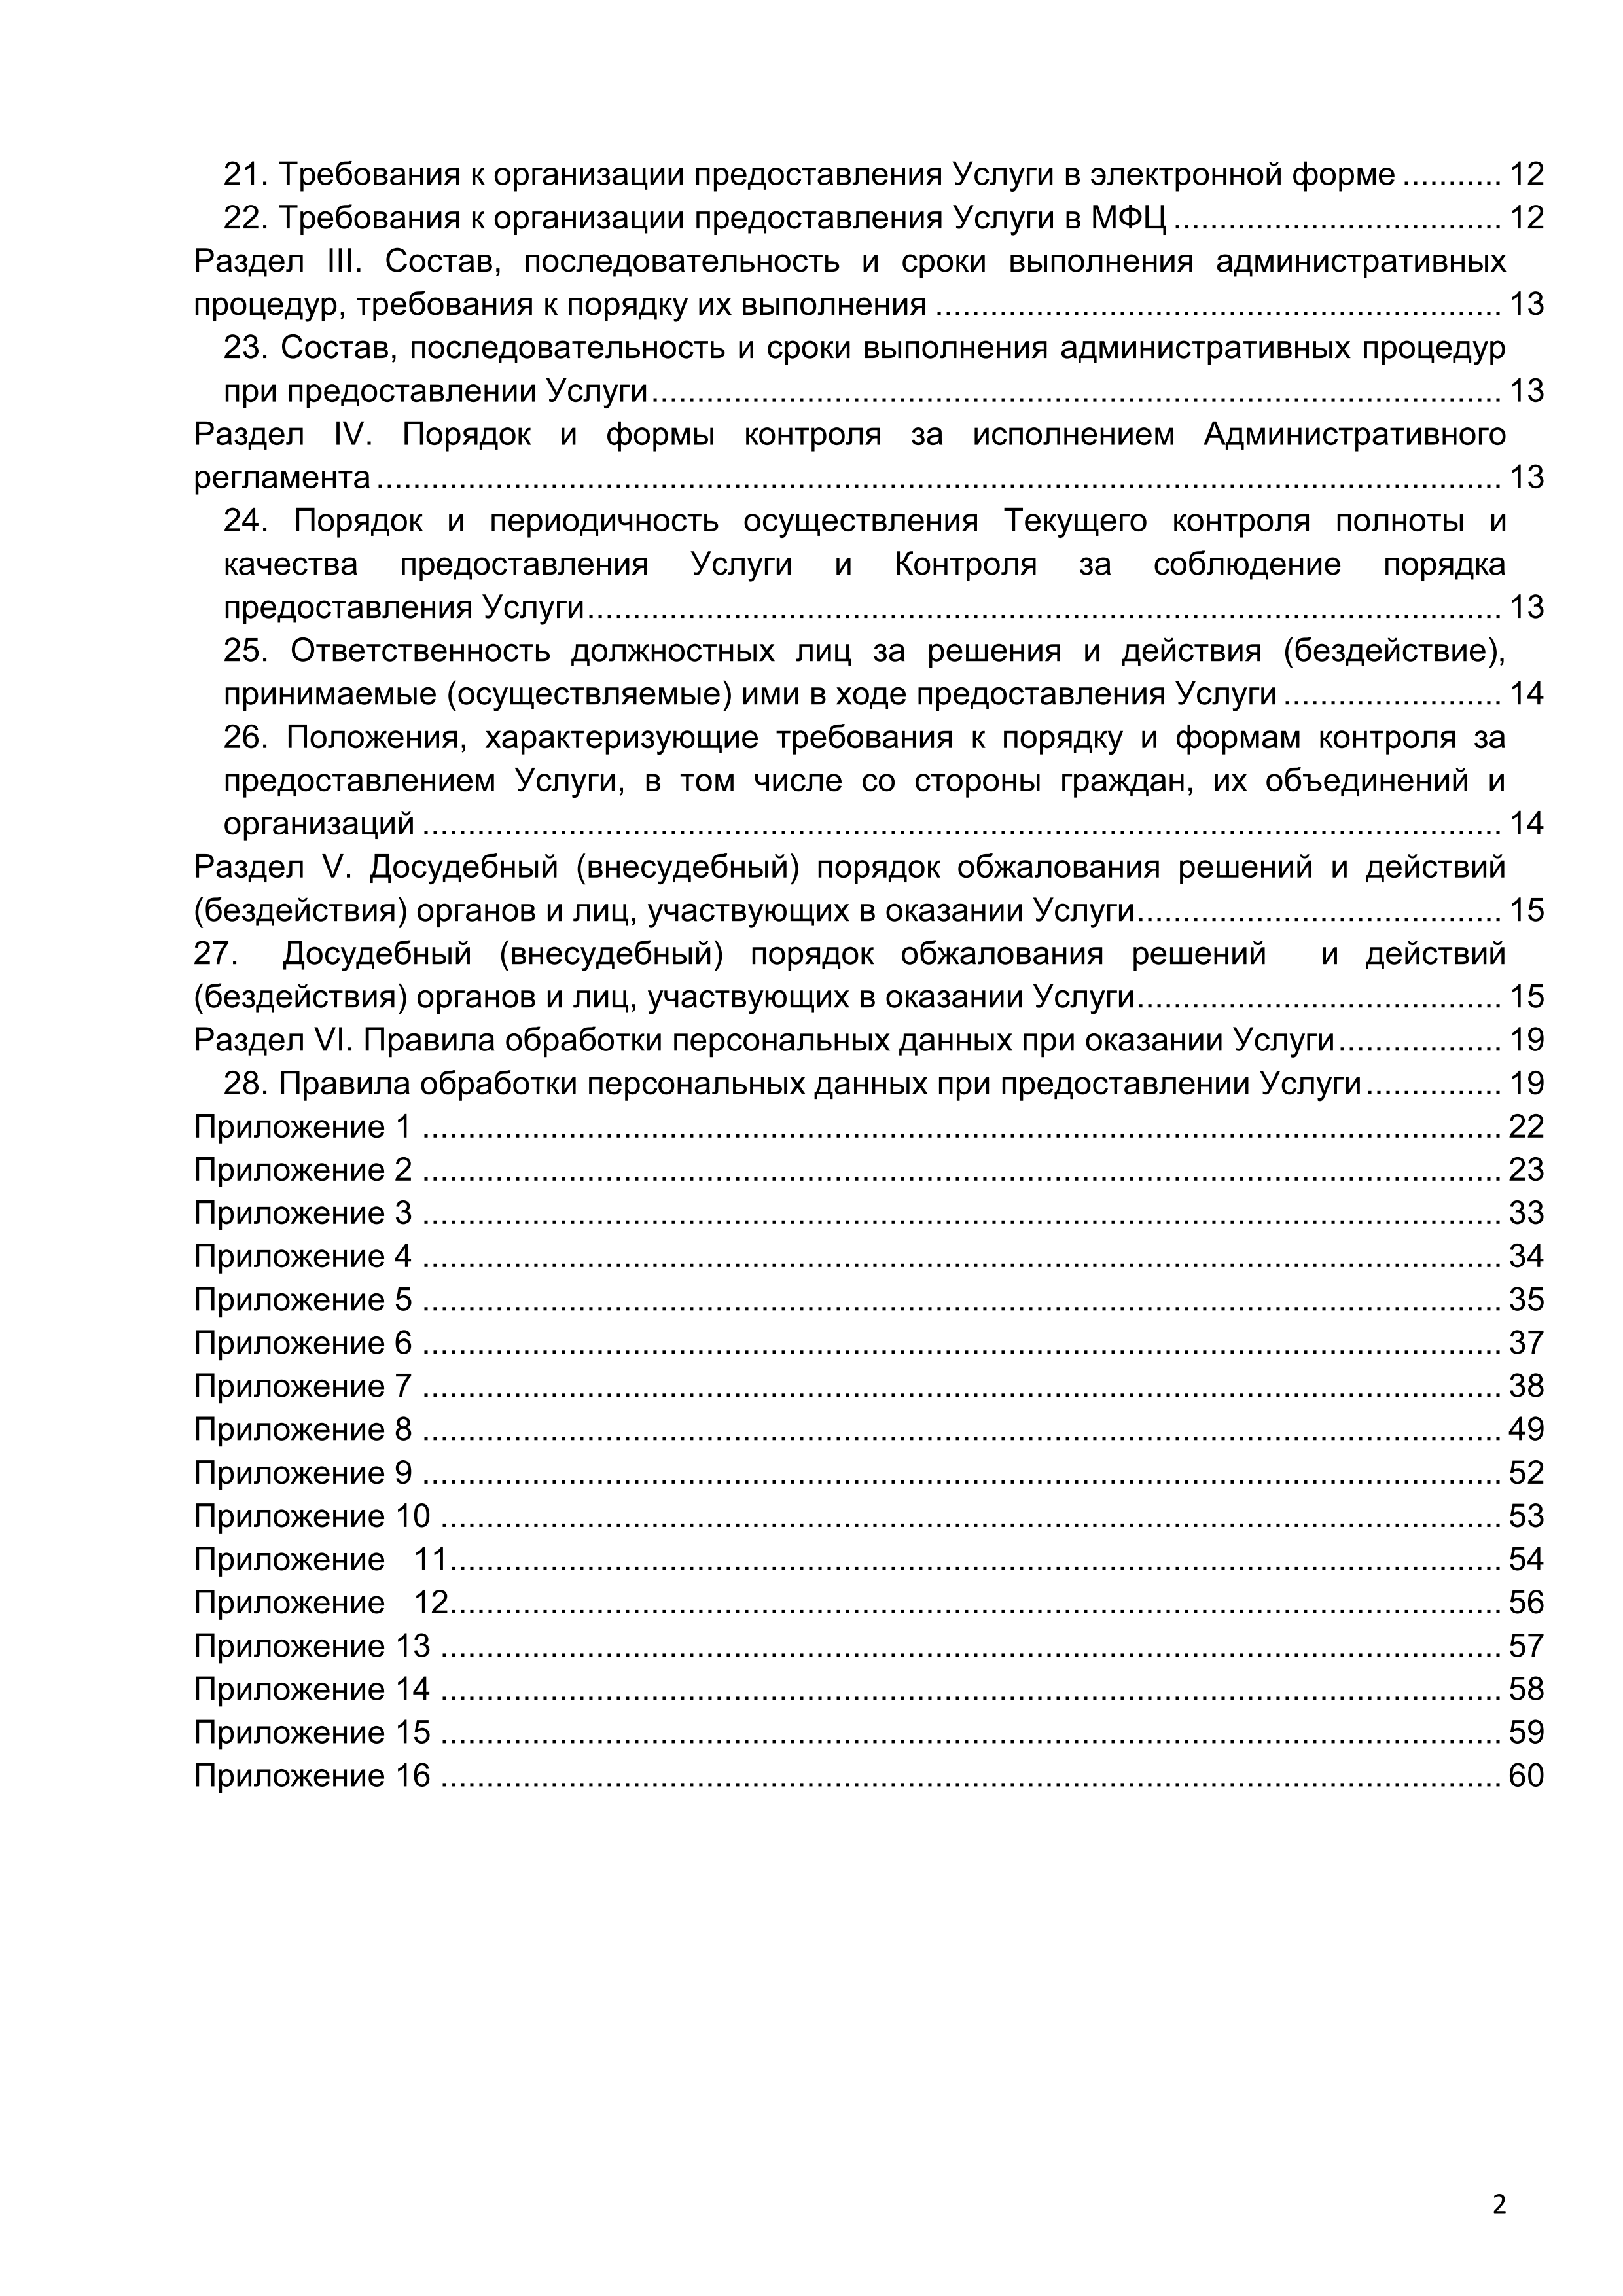 21. Требования к организации предоставления Услуги в электронной форме ........... 12
22. Требования к организации предоставления Услуги в МФЦ .................................... 12
Раздел III. Состав, последовательность и сроки выполнения административных
процедур, требования к порядку их выполнения .............................................................. 13
23. Состав, последовательность и сроки выполнения административных процедур
при предоставлении Услуги............................................................................................. 13
Раздел IV. Порядок и формы контроля за исполнением Административного
регламента ........................................................................................................................... 13
24. Порядок и периодичность осуществления Текущего контроля полноты и
качества предоставления Услуги и Контроля за соблюдение порядка
предоставления Услуги.................................................................................................... 13
25. Ответственность должностных лиц за решения и действия (бездействие),
принимаемые (осуществляемые) ими в ходе предоставления Услуги ........................ 14
26. Положения, характеризующие требования к порядку и формам контроля за
предоставлением Услуги, в том числе со стороны граждан, их объединений и
организаций ...................................................................................................................... 14
Раздел V. Досудебный (внесудебный) порядок обжалования решений и действий
(бездействия) органов и лиц, участвующих в оказании Услуги........................................ 15
27. Досудебный (внесудебный) порядок обжалования решений и действий
(бездействия) органов и лиц, участвующих в оказании Услуги........................................ 15
Раздел VI. Правила обработки персональных данных при оказании Услуги.................. 19
28. Правила обработки персональных данных при предоставлении Услуги ............... 19
Приложение 1 ...................................................................................................................... 22
Приложение 2 ...................................................................................................................... 23
Приложение 3 ...................................................................................................................... 33
Приложение 4 ...................................................................................................................... 34
Приложение 5 ...................................................................................................................... 35
Приложение 6 ...................................................................................................................... 37
Приложение 7 ...................................................................................................................... 38
Приложение 8 ...................................................................................................................... 49
Приложение 9 ...................................................................................................................... 52
Приложение 10 .................................................................................................................... 53
Приложение 11................................................................................................................... 54
Приложение 12................................................................................................................... 56
Приложение 13 .................................................................................................................... 57
Приложение 14 .................................................................................................................... 58
Приложение 15 .................................................................................................................... 59
Приложение 16 .................................................................................................................... 60
2